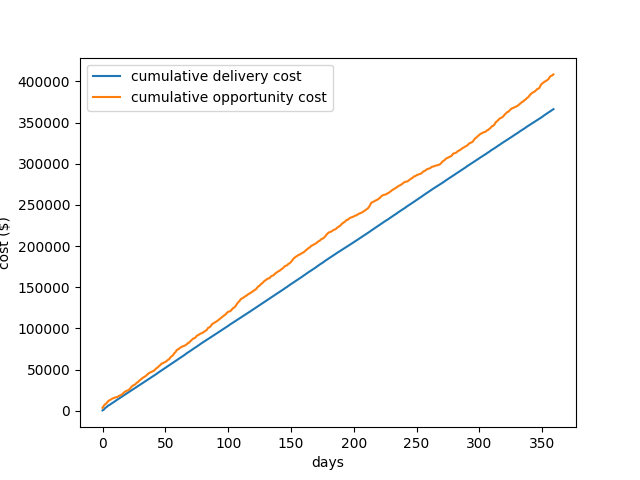 cumulative delivery cost
cumulative opportunity cost
400000
350000
300000
250000
200000
150000
100000
50000
0
cost ($)
0 50 100 150 200 250 300 350
days